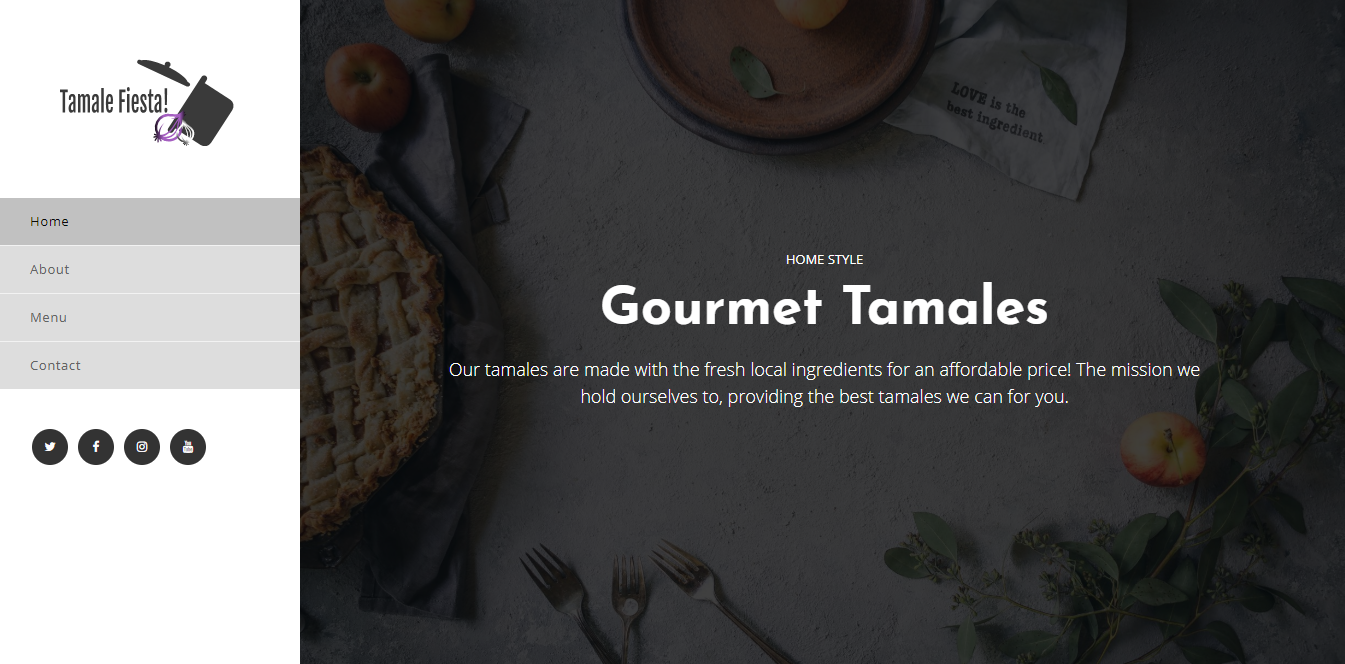 Tamale Fiesta!
Home
About
Menu
Contact
LOVE is the
best ingredient
HOME STYLE
Gourmet Tamales
Our tamales are made with the fresh local ingredients for an affordable price! The mission we
hold ourselves to, providing the best tamales we can for you.